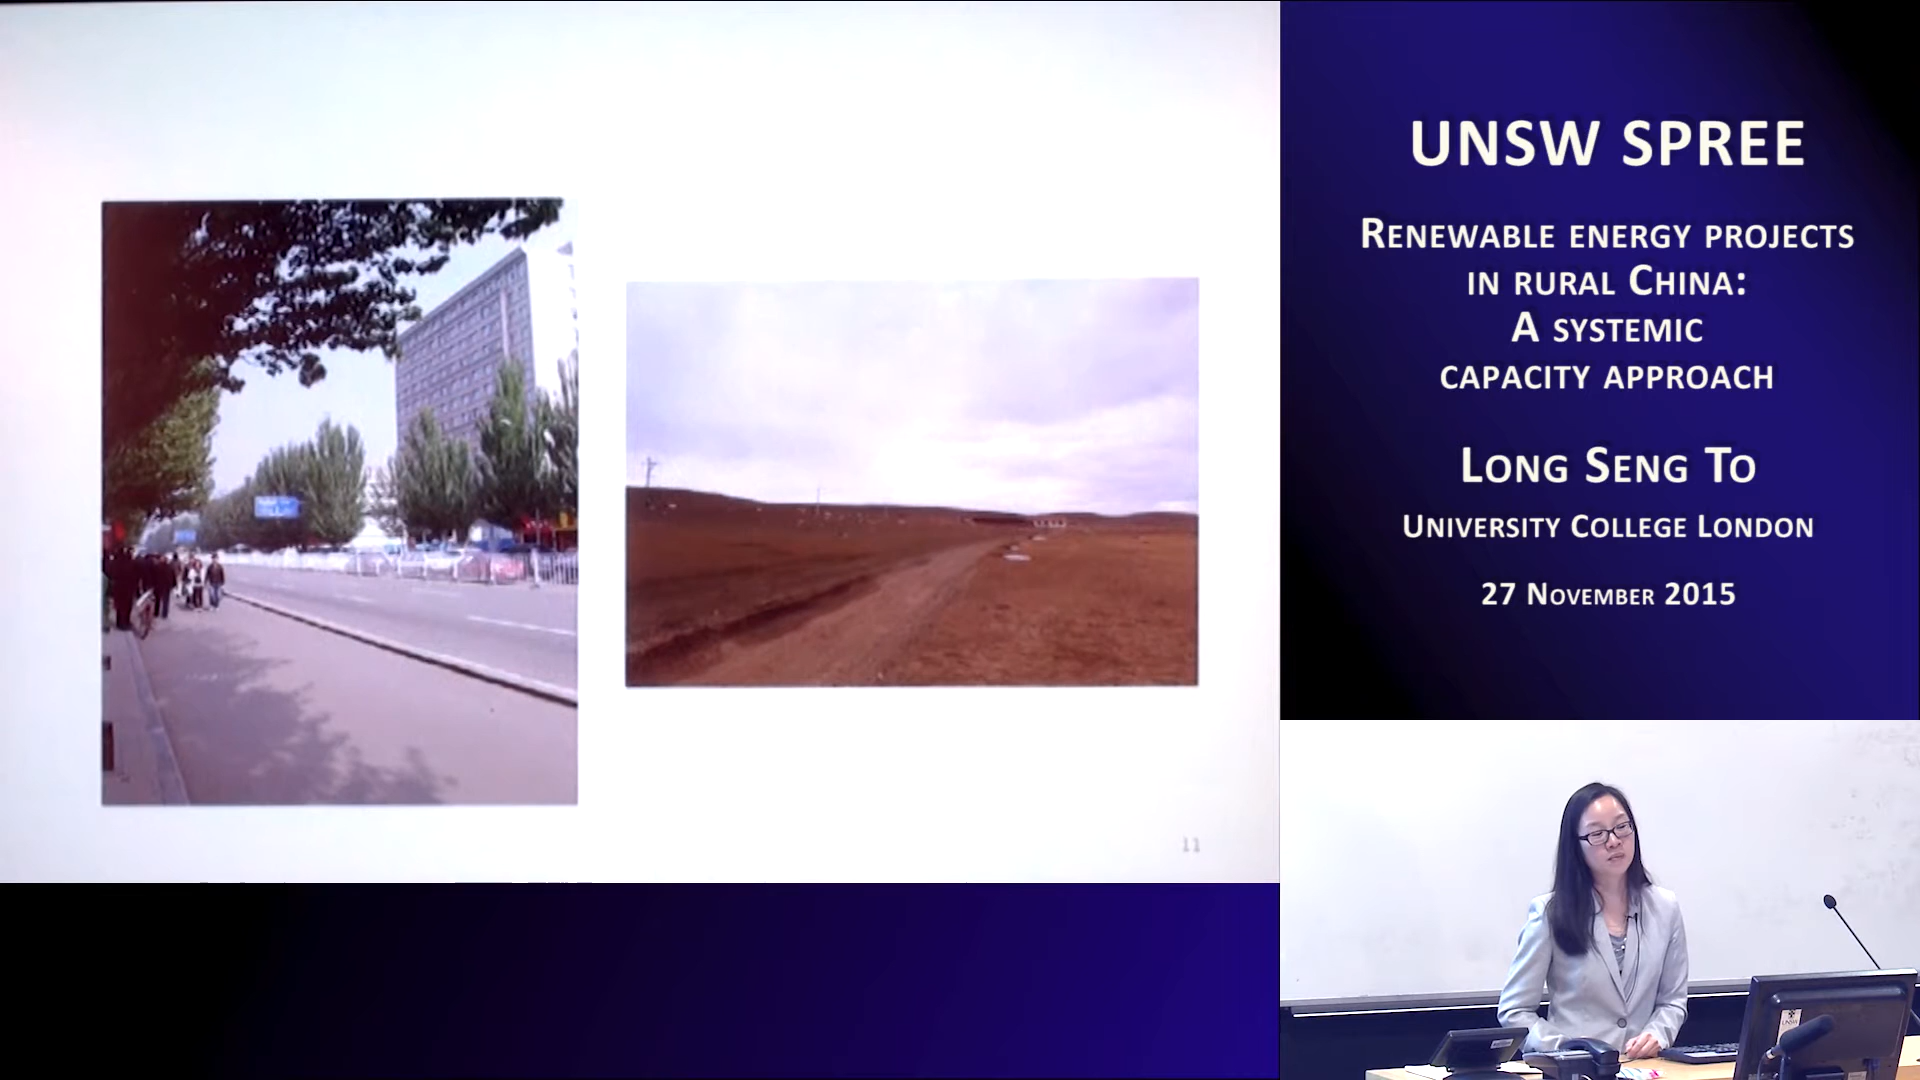 UNSW SPREE
RENEWABLE ENERGY PROJECTS
IN RURAL CHINA:
A SYSTEMIC
CAPACITY APPROACH
LONG SENG TO
UNIVERSITY COLLEGE LONDON
27 NOVEMBER 2015
11
UNSW